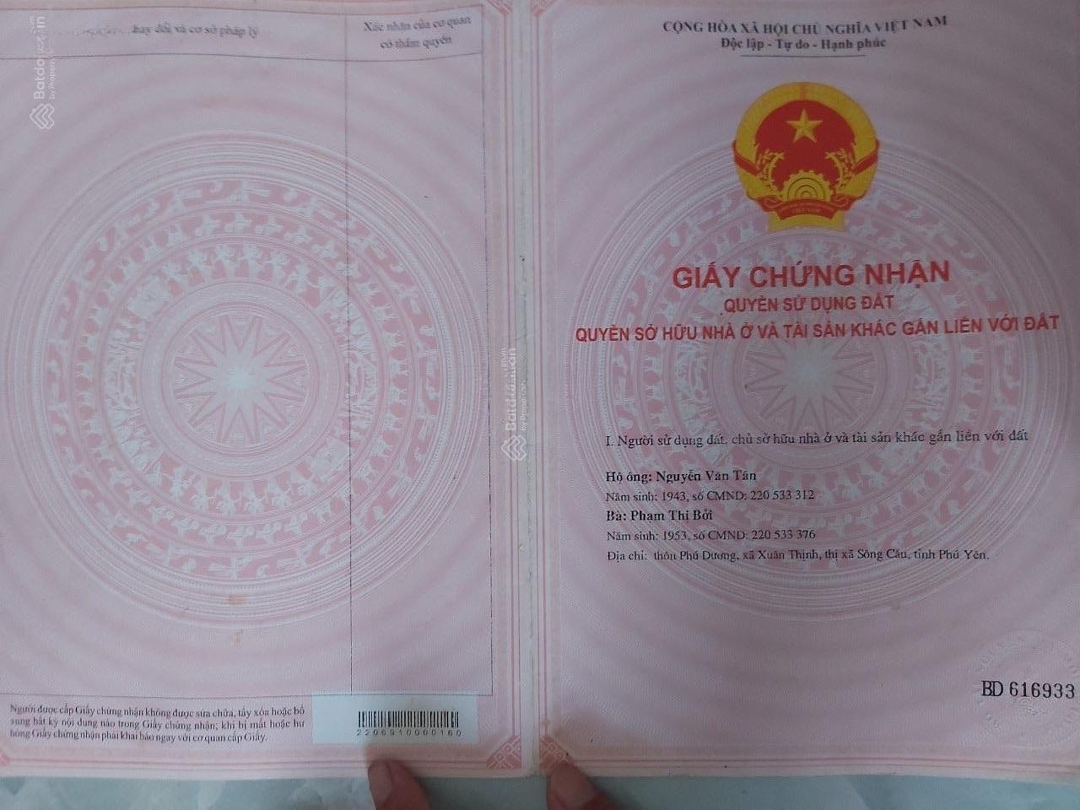 hay đổi và cơ sở pháp lý
Xác nhận của cơ quan
có thẩm quyền
Người được cấp Giấy chứng nhận không được sửa chữa, tẩy xóa hoặc bổ
sung bất kỳ nội dung nào trong Giấy chứng nhận; khi bị mất hoặc hư
hỏng Giấy chứng nhận phải khai báo ngay với cơ quan cấp Giấy.
2206910000160
Batdongsan
by PropertyGuru
CỘNG HÒA XÃ HỘI CHỦ NGHĨA VIỆT NAM
Độc lập - Tự do - Hạnh phúc
GIẤY CHỨNG NHẬN
QUYỀN SỬ DỤNG ĐẤT
QUYỀN SỞ HỮU NHÀ Ở VÀ TÀI SẢN KHÁC GẮN LIỀN VỚI ĐẤT
I. Người sử dụng đất, chủ sở hữu nhà ở và tài sản khác gắn liền với đất
Hộ ông: Nguyễn Văn Tân
Năm sinh: 1943, số CMND: 220 533 312
Bà: Phạm Thị Bởi
Năm sinh: 1953, số CMND: 220 533 376
Địa chỉ: thôn Phú Dương, xã Xuân Thịnh, thị xã Sông Cầu, tỉnh Phú Yên.
BD 616933